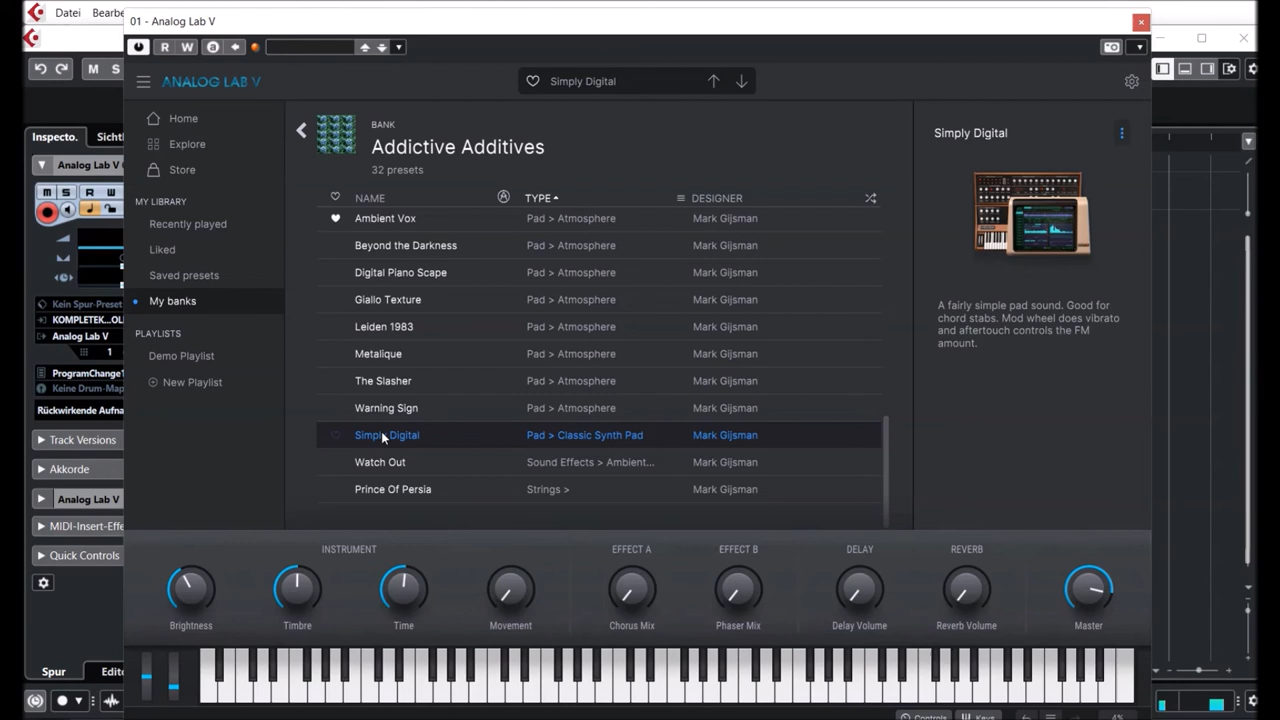 Datei Bearbe
01 - Analog Lab V
R W a
M S
ANALOG LAB V
Simply Digital
Home
Explore
Store
MY LIBRARY
Recently played
Liked
Saved presets
My banks
PLAYLISTS
Demo Playlist
New Playlist
BANK
Addictive Additives
32 presets
NAME TYPE DESIGNER
Ambient Vox Pad > Atmosphere Mark Gijsman
Beyond the Darkness Pad > Atmosphere Mark Gijsman
Digital Piano Scape Pad > Atmosphere Mark Gijsman
Giallo Texture Pad > Atmosphere Mark Gijsman
Leiden 1983 Pad > Atmosphere Mark Gijsman
Metalique Pad > Atmosphere Mark Gijsman
The Slasher Pad > Atmosphere Mark Gijsman
Warning Sign Pad > Atmosphere Mark Gijsman
Simply Digital Pad > Classic Synth Pad Mark Gijsman
Watch Out Sound Effects > Ambient... Mark Gijsman
Prince Of Persia Strings > Mark Gijsman
Simply Digital
A fairly simple pad sound. Good for
chord stabs. Mod wheel does vibrato
and aftertouch controls the FM
amount.
Inspecto. Sicht
Analog Lab V
m S R W
Kein Spur-Preset
KOMPLETEK...OL
Analog Lab V
1
ProgramChange1
Keine Drum-Map
Rückwirkende Aufna
Track Versions
Akkorde
Analog Lab V
MIDI-Insert-Effe
Quick Controls
Spur Edito
INSTRUMENT EFFECT A EFFECT B DELAY REVERB
Brightness Timbre Time Movement Chorus Mix Phaser Mix Delay Volume Reverb Volume Master
Controls Keys 4%